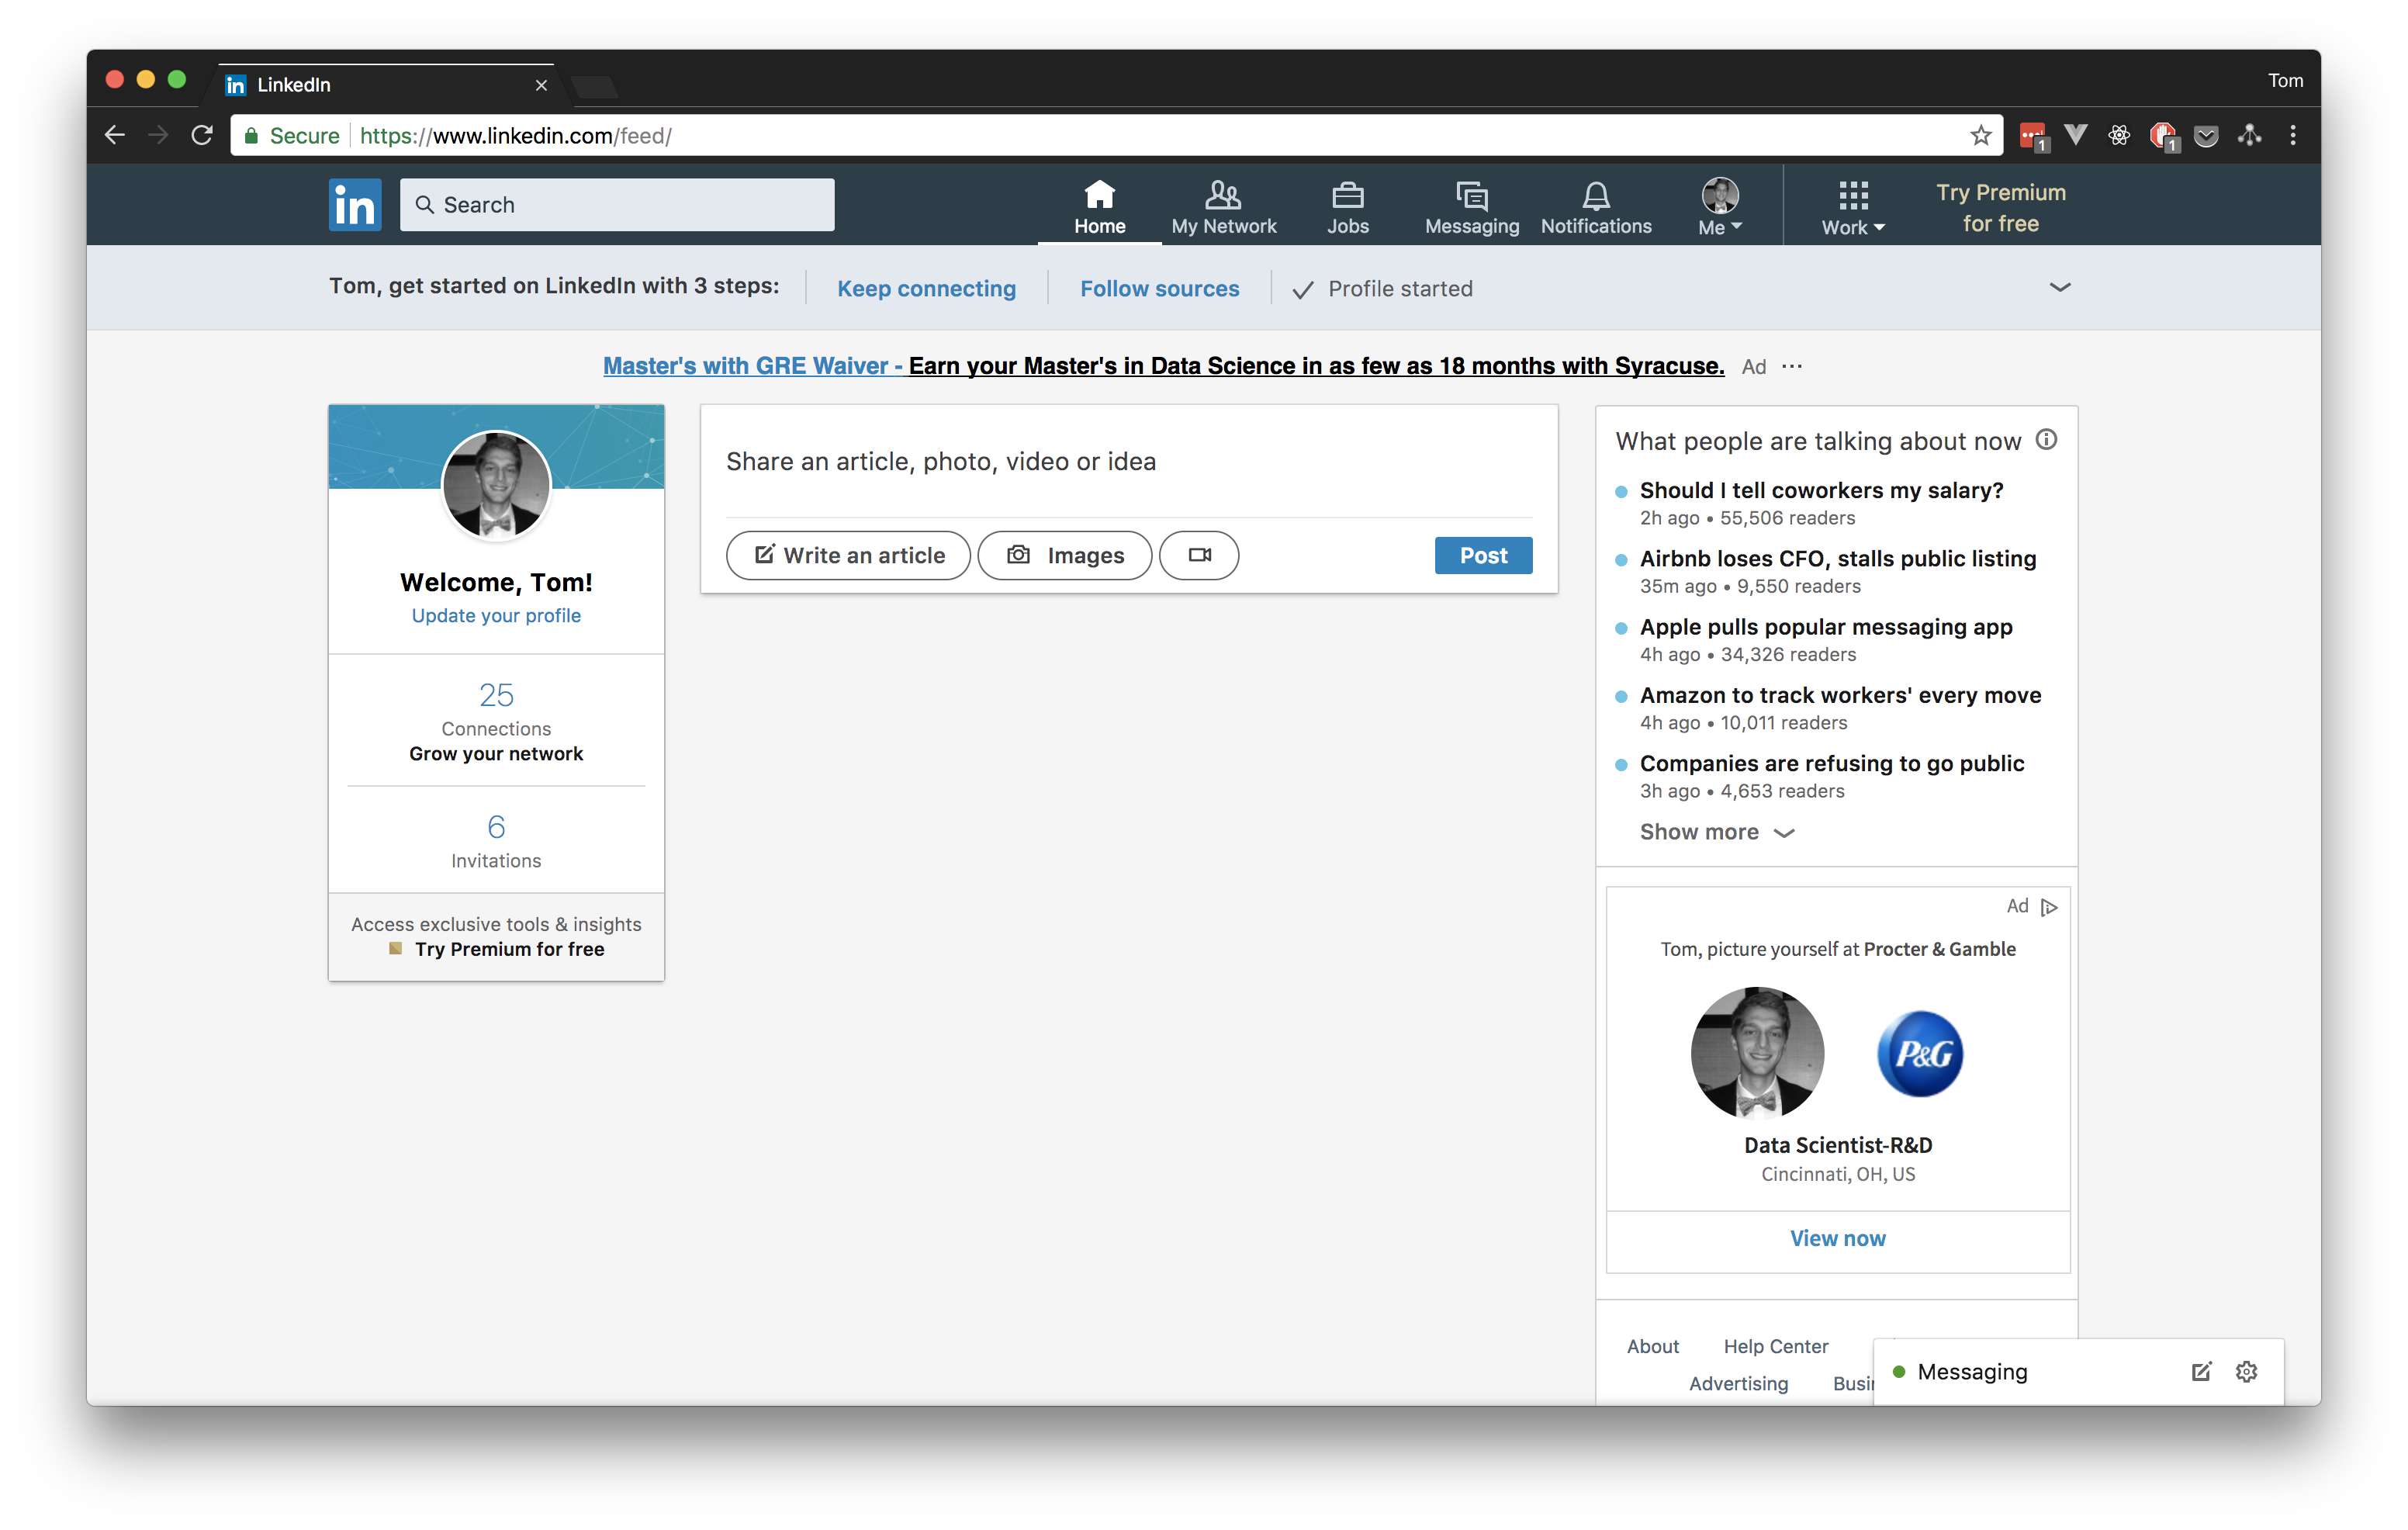 LinkedIn
Tom
Secure https://www.linkedin.com/feed/
1
1
in
Search
Home
My Network
Jobs
Messaging
Notifications
Me
Work
Try Premium
for free
Tom, get started on LinkedIn with 3 steps:
Keep connecting
Follow sources
Profile started
Master's with GRE Waiver - Earn your Master's in Data Science in as few as 18 months with Syracuse. Ad ...
Welcome, Tom!
Update your profile
25
Connections
Grow your network
6
Invitations
Access exclusive tools & insights
Try Premium for free
Share an article, photo, video or idea
Write an article
Images
Post
What people are talking about now
Should I tell coworkers my salary?
2h ago • 55,506 readers
Airbnb loses CFO, stalls public listing
35m ago • 9,550 readers
Apple pulls popular messaging app
4h ago • 34,326 readers
Amazon to track workers' every move
4h ago • 10,011 readers
Companies are refusing to go public
3h ago • 4,653 readers
Show more
Ad
Tom, picture yourself at Procter & Gamble
P&G
Data Scientist-R&D
Cincinnati, OH, US
View now
About Help Center
Advertising
Messaging